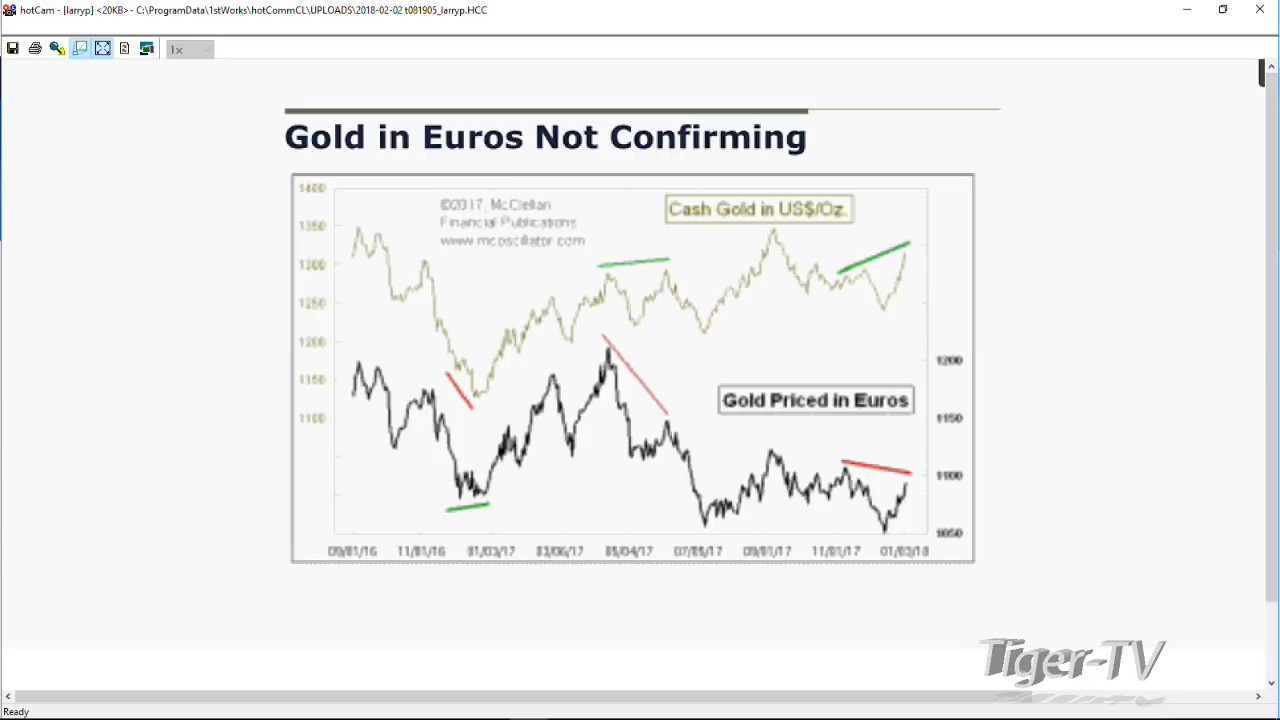 hotCam - [larryp] <20KB> - C:\ProgramData\1stWorks\hotCommCL\UPLOADS\2018-02-02 t081905_larryp.HCC
1x
Gold in Euros Not Confirming
©2017, McClellan
Financial Publications
www.mcoscillator.com
Cash Gold in US$/Oz.
1400
1350
1300
1250
1200
1150
1100
Gold Priced in Euros
1200
1150
1100
1050
09/01/16 11/01/16 01/03/17 03/06/17 05/04/17 07/05/17 09/01/17 11/01/17 01/03/18
Tiger-TV
Ready